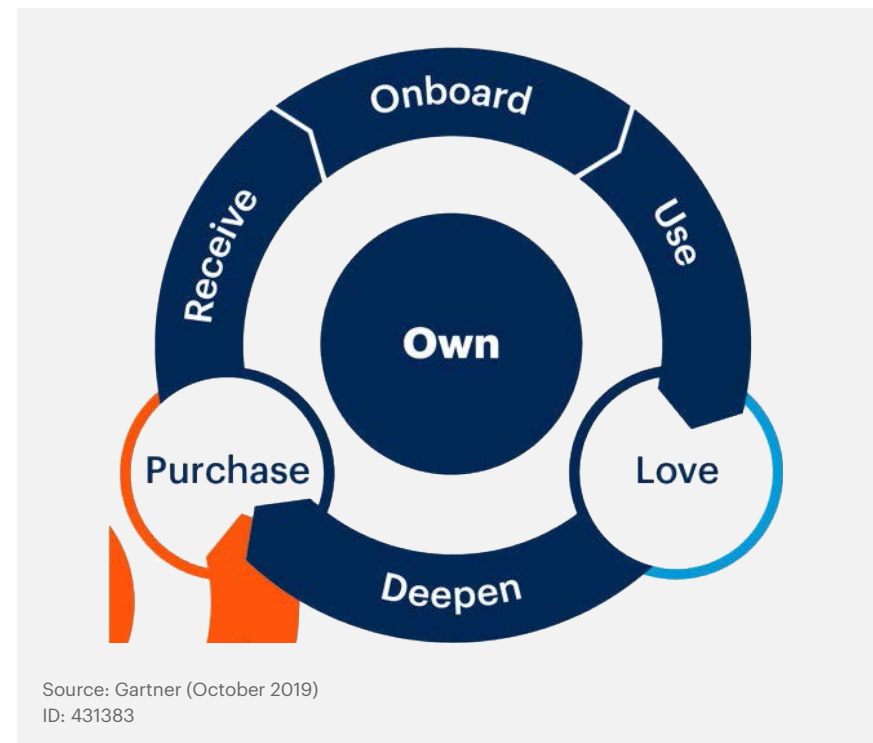 Onboard
Receive
Use
Own
Purchase
Love
Deepen
Source: Gartner (October 2019)
ID: 431383